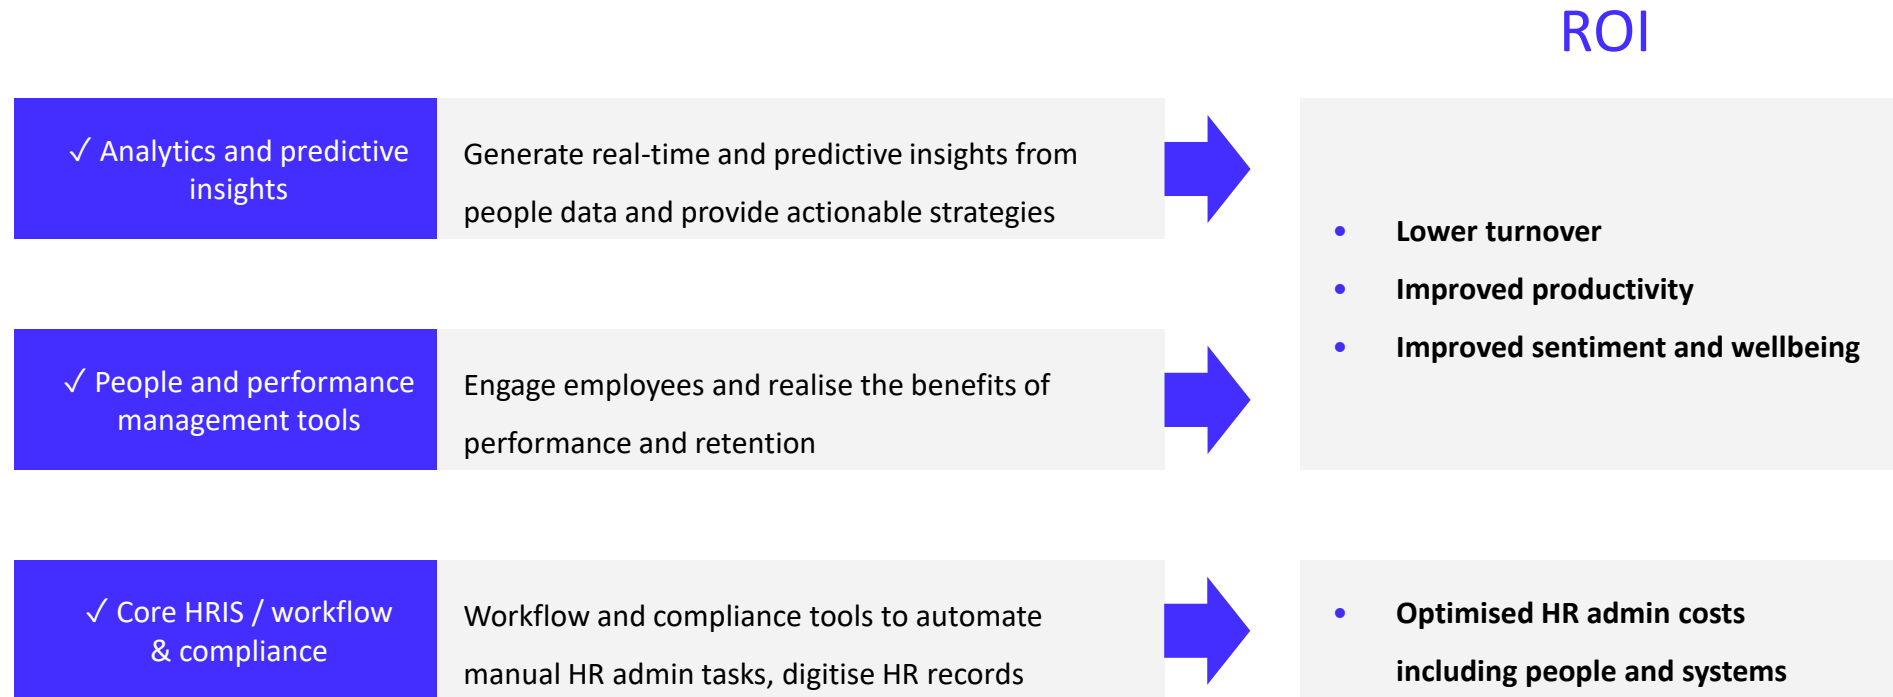 ROI
✓ Analytics and predictive
insights
Generate real-time and predictive insights from
people data and provide actionable strategies
✓ People and performance
management tools
Engage employees and realise the benefits of
performance and retention
• Lower turnover
• Improved productivity
• Improved sentiment and wellbeing
✓ Core HRIS / workflow
& compliance
Workflow and compliance tools to automate
manual HR admin tasks, digitise HR records
• Optimised HR admin costs
including people and systems